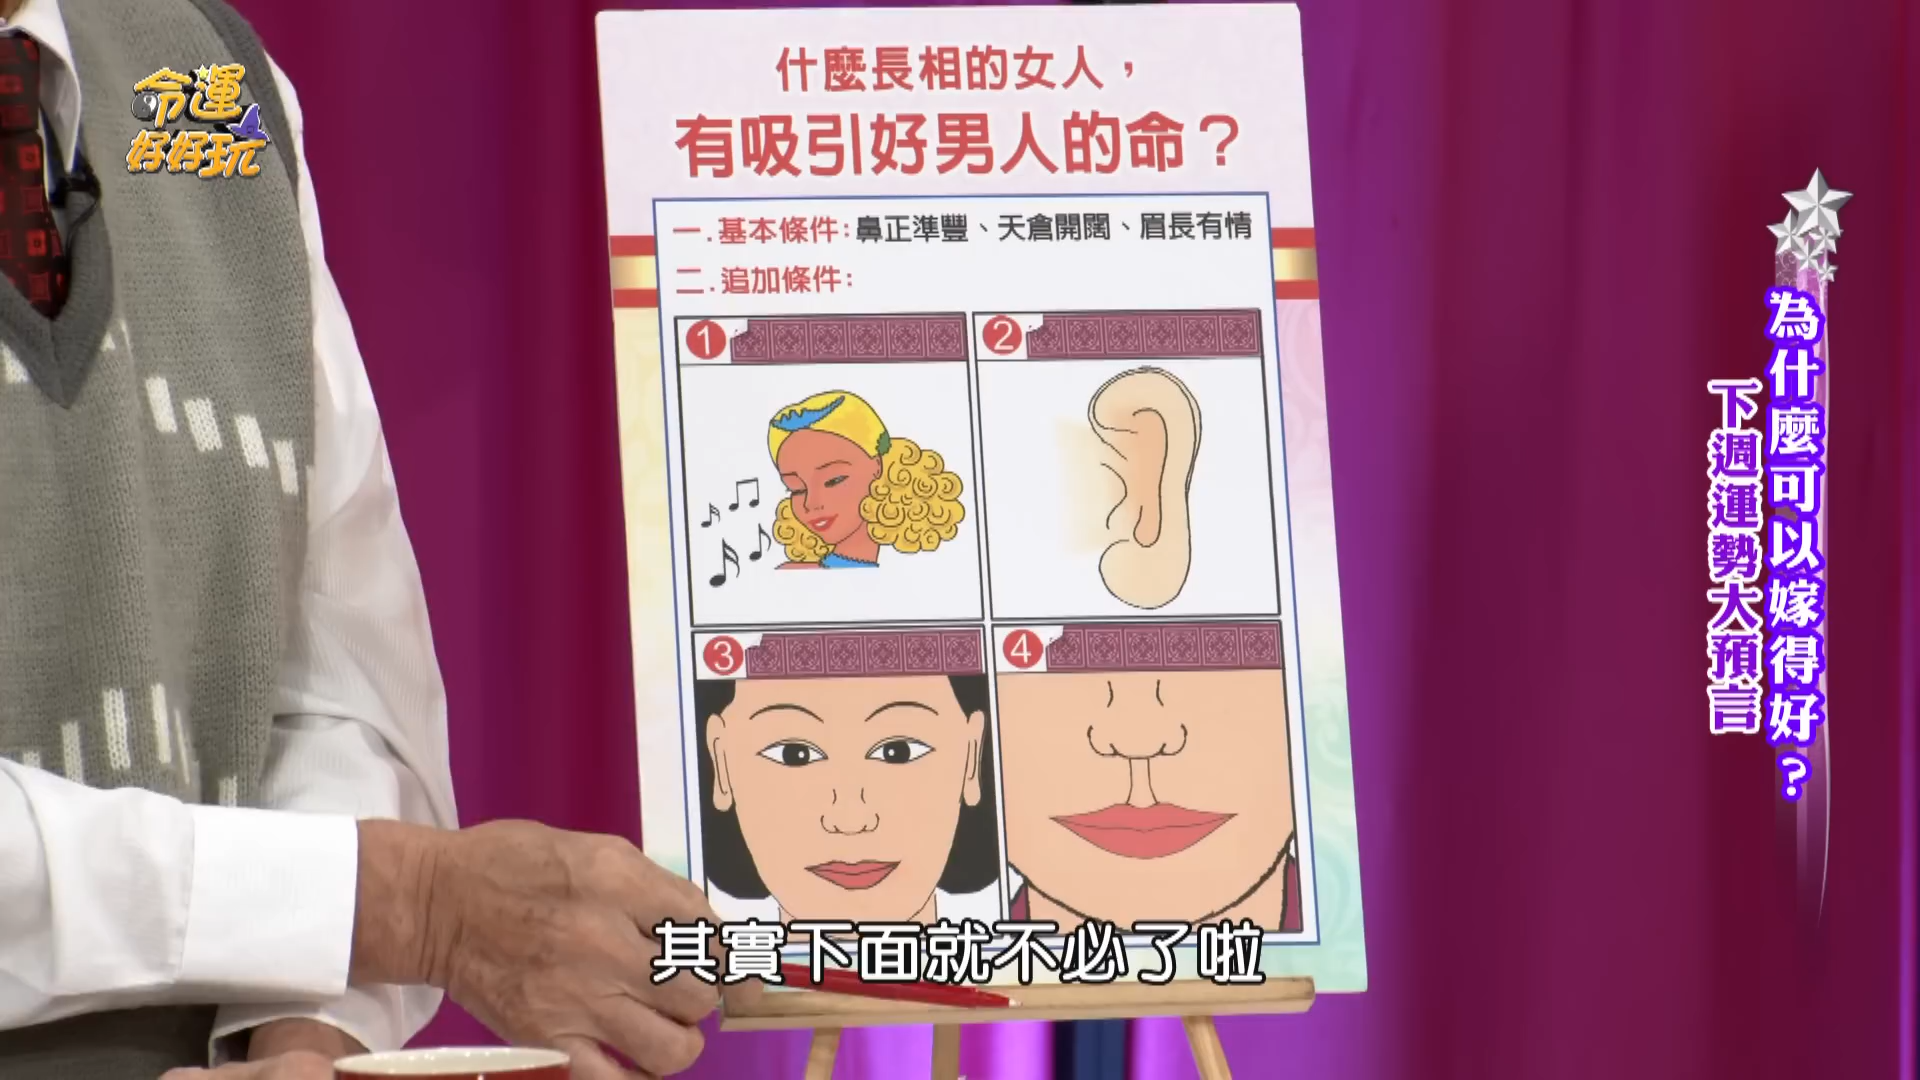 命運
好好玩
什麼長相的女人，
有吸引好男人的命？
一.基本條件:鼻正準豐、天倉開闊、眉長有情
二.追加條件:
1
2
3
4
為什麼可以嫁得好？
下週運勢大預言
其實下面就不必了啦